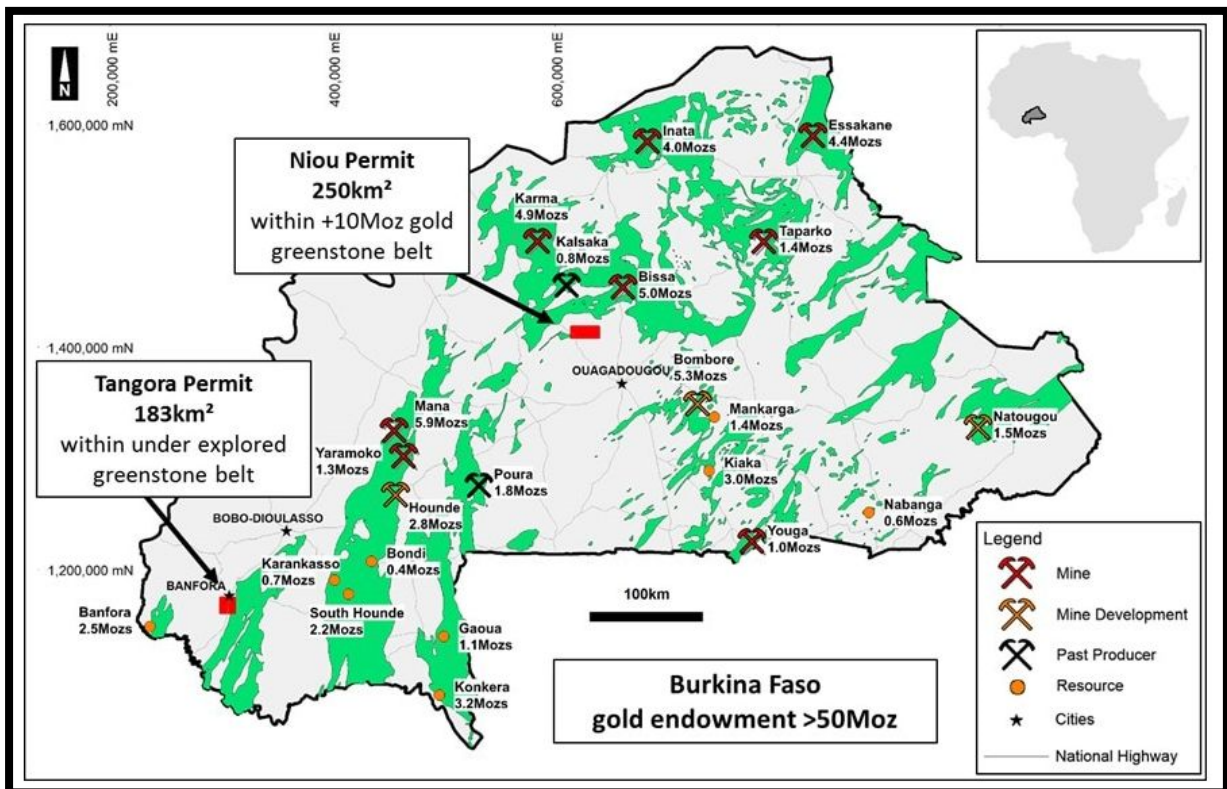 200,000 mE
400,000 mE
600,000 mE
N
1,600,000 mN
1,400,000 mN
1,200,000 mN
Niou Permit
250km²
within +10Moz gold
greenstone belt
Tangora Permit
183km²
within under explored
greenstone belt
Inata
4.0Mozs
Essakane
4.4Mozs
Karma
4.9Mozs
Kalsaka
0.8Mozs
Taparko
1.4Mozs
Bissa
5.0Mozs
OUAGADOUGOU
Bombore
5.3Mozs
Mankarga
1.4Mozs
Natougou
1.5Mozs
Mana
5.9Mozs
Yaramoko
1.3Mozs
Poura
1.8Mozs
Kiaka
3.0Mozs
Hounde
2.8Mozs
Nabanga
0.6Mozs
Youga
1.0Mozs
BOBO-DIOULASSO
Bondi
0.4Mozs
Karankasso
0.7Mozs
BANFORA
Banfora
2.5Mozs
South Hounde
2.2Mozs
Gaoua
1.1Mozs
Konkera
3.2Mozs
100km
Burkina Faso
gold endowment >50Moz
Legend
Mine
Mine Development
Past Producer
Resource
Cities
National Highway